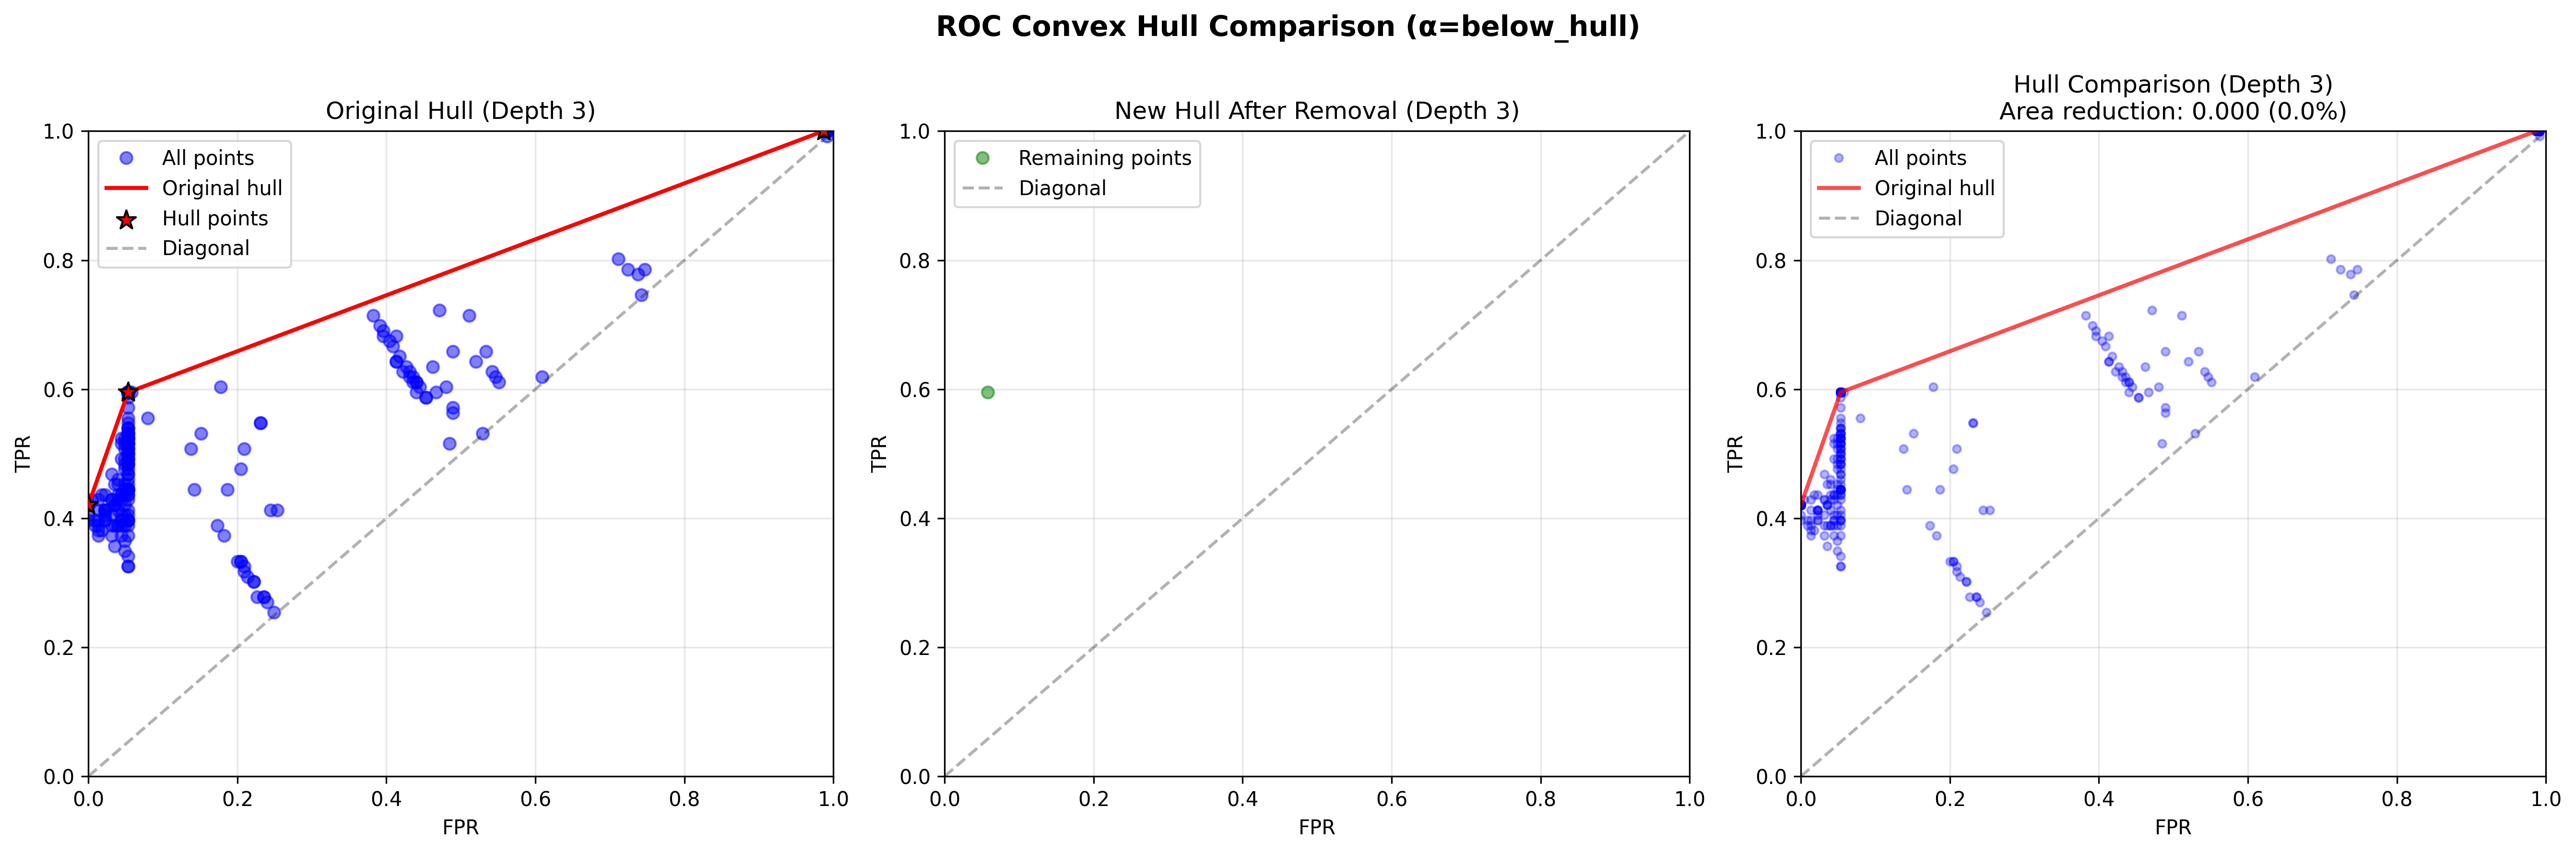 ROC Convex Hull Comparison (α=below_hull)
Original Hull (Depth 3)
1.0
0.8
0.6
0.4
0.2
0.0
TPR
All points
Original hull
Hull points
Diagonal
0.0 0.2 0.4 0.6 0.8 1.0
FPR
New Hull After Removal (Depth 3)
1.0
0.8
0.6
0.4
0.2
0.0
TPR
Remaining points
Diagonal
0.0 0.2 0.4 0.6 0.8 1.0
FPR
Hull Comparison (Depth 3)
Area reduction: 0.000 (0.0%)
1.0
0.8
0.6
0.4
0.2
0.0
TPR
All points
Original hull
Diagonal
0.0 0.2 0.4 0.6 0.8 1.0
FPR